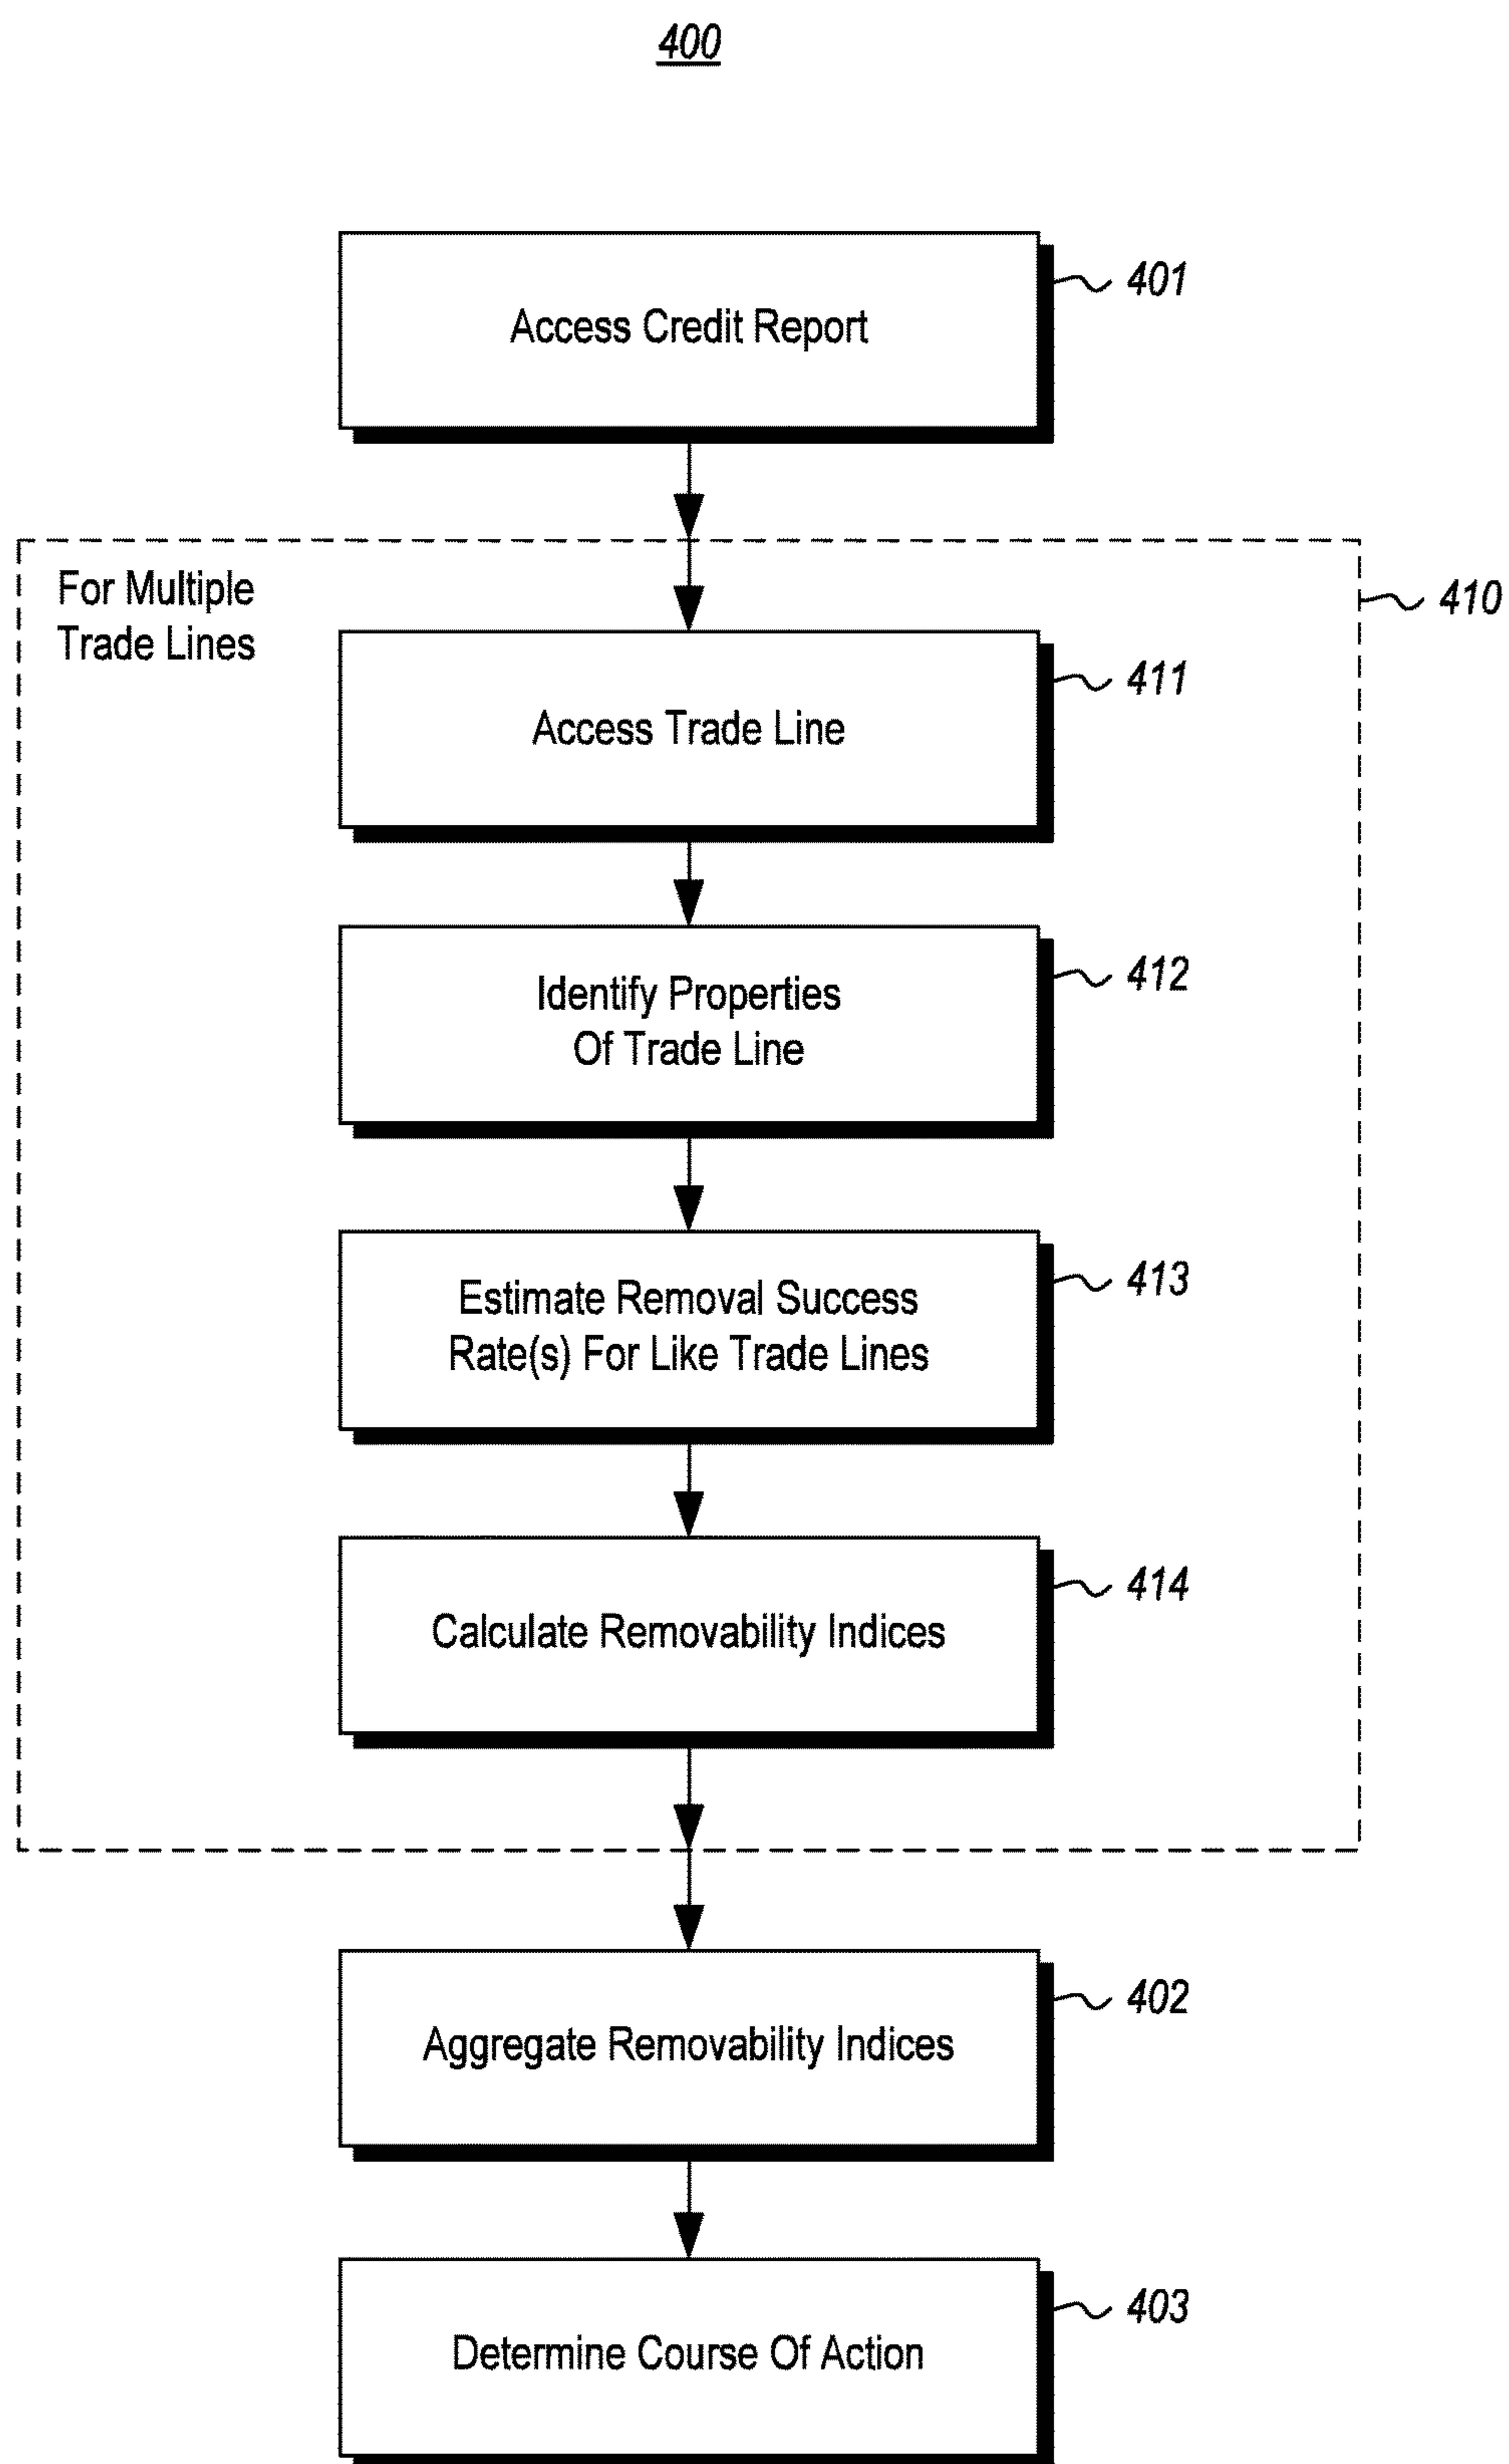 400
Access Credit Report
401
For Multiple
Trade Lines
410
Access Trade Line
411
Identify Properties
Of Trade Line
412
Estimate Removal Success
Rate(s) For Like Trade Lines
413
Calculate Removability Indices
414
Aggregate Removability Indices
402
Determine Course Of Action
403